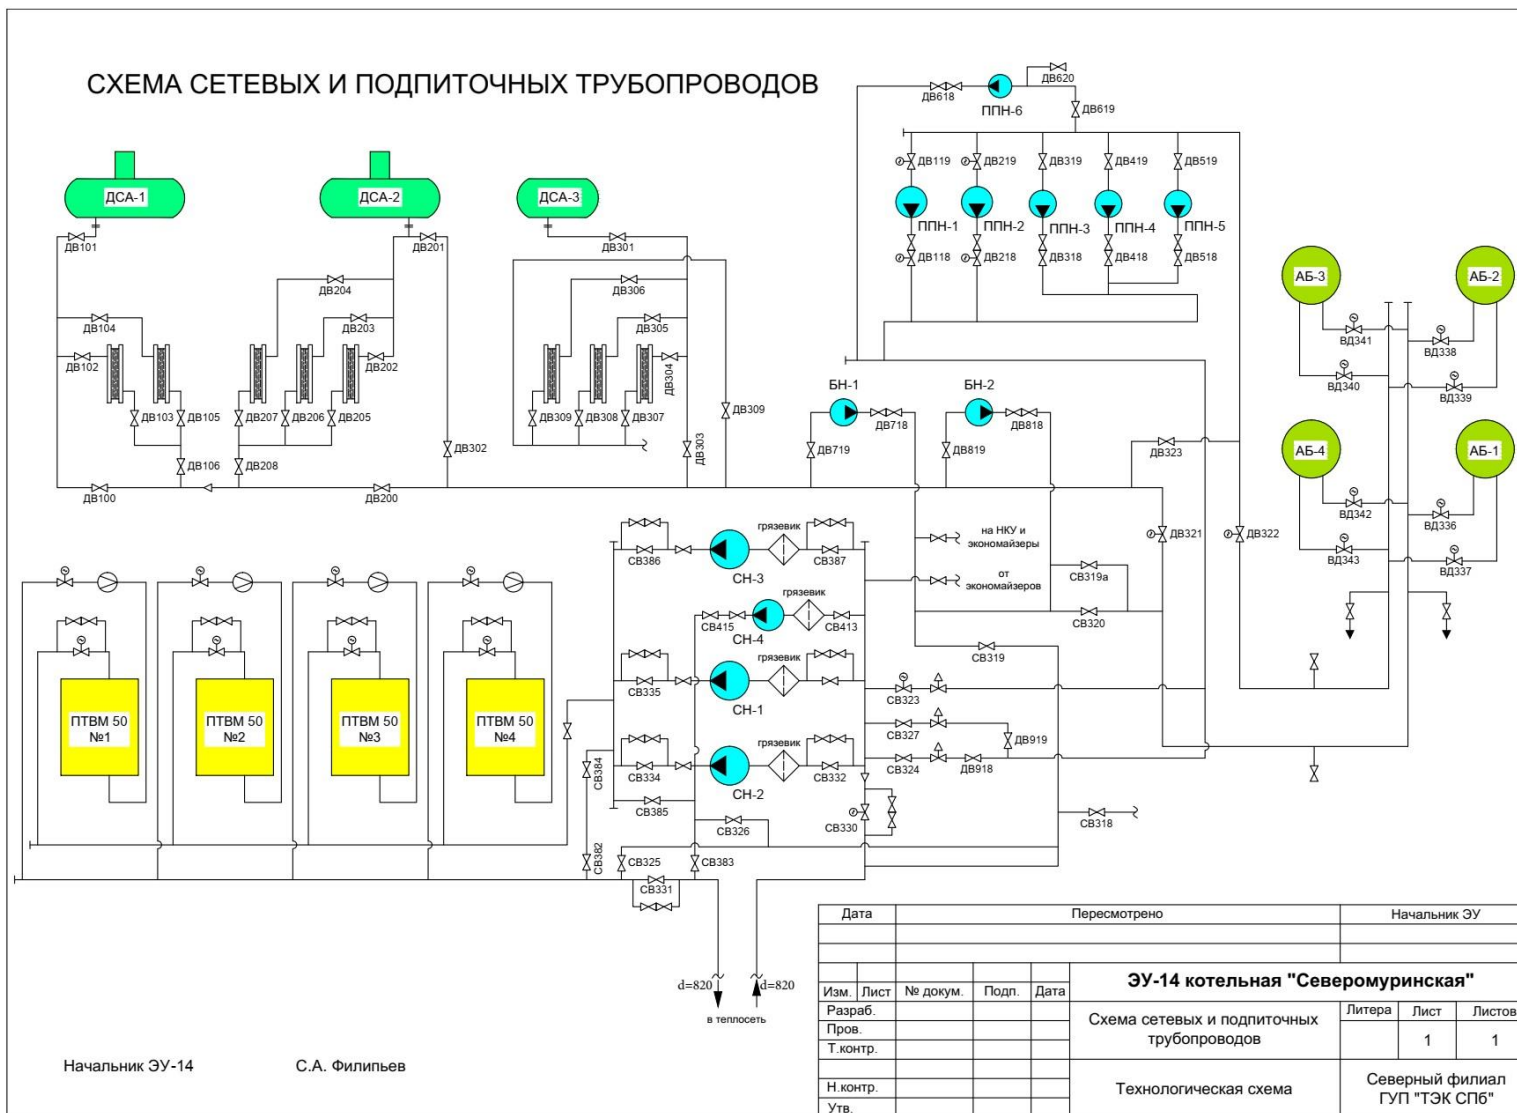 СХЕМА СЕТЕВЫХ И ПОДПИТОЧНЫХ ТРУБОПРОВОДОВ
ДВ620
ДВ618
ППН-6
ДВ619
ДВ119
ДВ219
ДВ319
ДВ419
ДВ519
ДСА-1
ДСА-2
ДСА-3
ППН-1
ППН-2
ППН-3
ППН-4
ППН-5
ДВ101
ДВ201
ДВ301
ДВ118
ДВ218
ДВ318
ДВ418
ДВ518
АБ-3
АБ-2
ДВ204
ДВ306
ДВ104
ДВ203
ДВ305
ВД341
ВД338
ДВ102
ДВ202
ДВ304
ВД340
ВД339
БН-1
БН-2
ДВ103
ДВ105
ДВ207
ДВ206
ДВ205
ДВ309
ДВ308
ДВ307
ДВ309
ДВ718
ДВ818
ДВ719
ДВ819
ДВ323
АБ-4
АБ-1
ДВ106
ДВ208
ДВ302
ДВ303
ДВ100
ДВ200
ВД342
ВД336
ДВ321
ДВ322
ВД343
ВД337
грязевик
СВ386
СН-3
СВ387
на НКУ и
экономайзеры
от
экономайзеров
СВ319а
СВ320
грязевик
СВ415
СН-4
СВ413
СВ319
грязевик
СВ335
СН-1
СВ323
СВ327
ДВ919
грязевик
СВ384
СВ334
СН-2
СВ332
СВ324
ДВ918
ПТВМ 50
№1
ПТВМ 50
№2
ПТВМ 50
№3
ПТВМ 50
№4
СВ385
СВ326
СВ330
СВ318
СВ382
СВ325
СВ383
СВ331
d=820
d=820
в теплосеть
Дата
Пересмотрено
Начальник ЭУ
ЭУ-14 котельная "Северомуринская"
Изм.
Лист
№ докум.
Подп.
Дата
Разраб.
Пров.
Т.контр.
Н.контр.
Утв.
Схема сетевых и подпиточных
трубопроводов
Литера
Лист
Листов
1
1
Технологическая схема
Северный филиал
ГУП "ТЭК СПб"
Начальник ЭУ-14
С.А. Филипьев